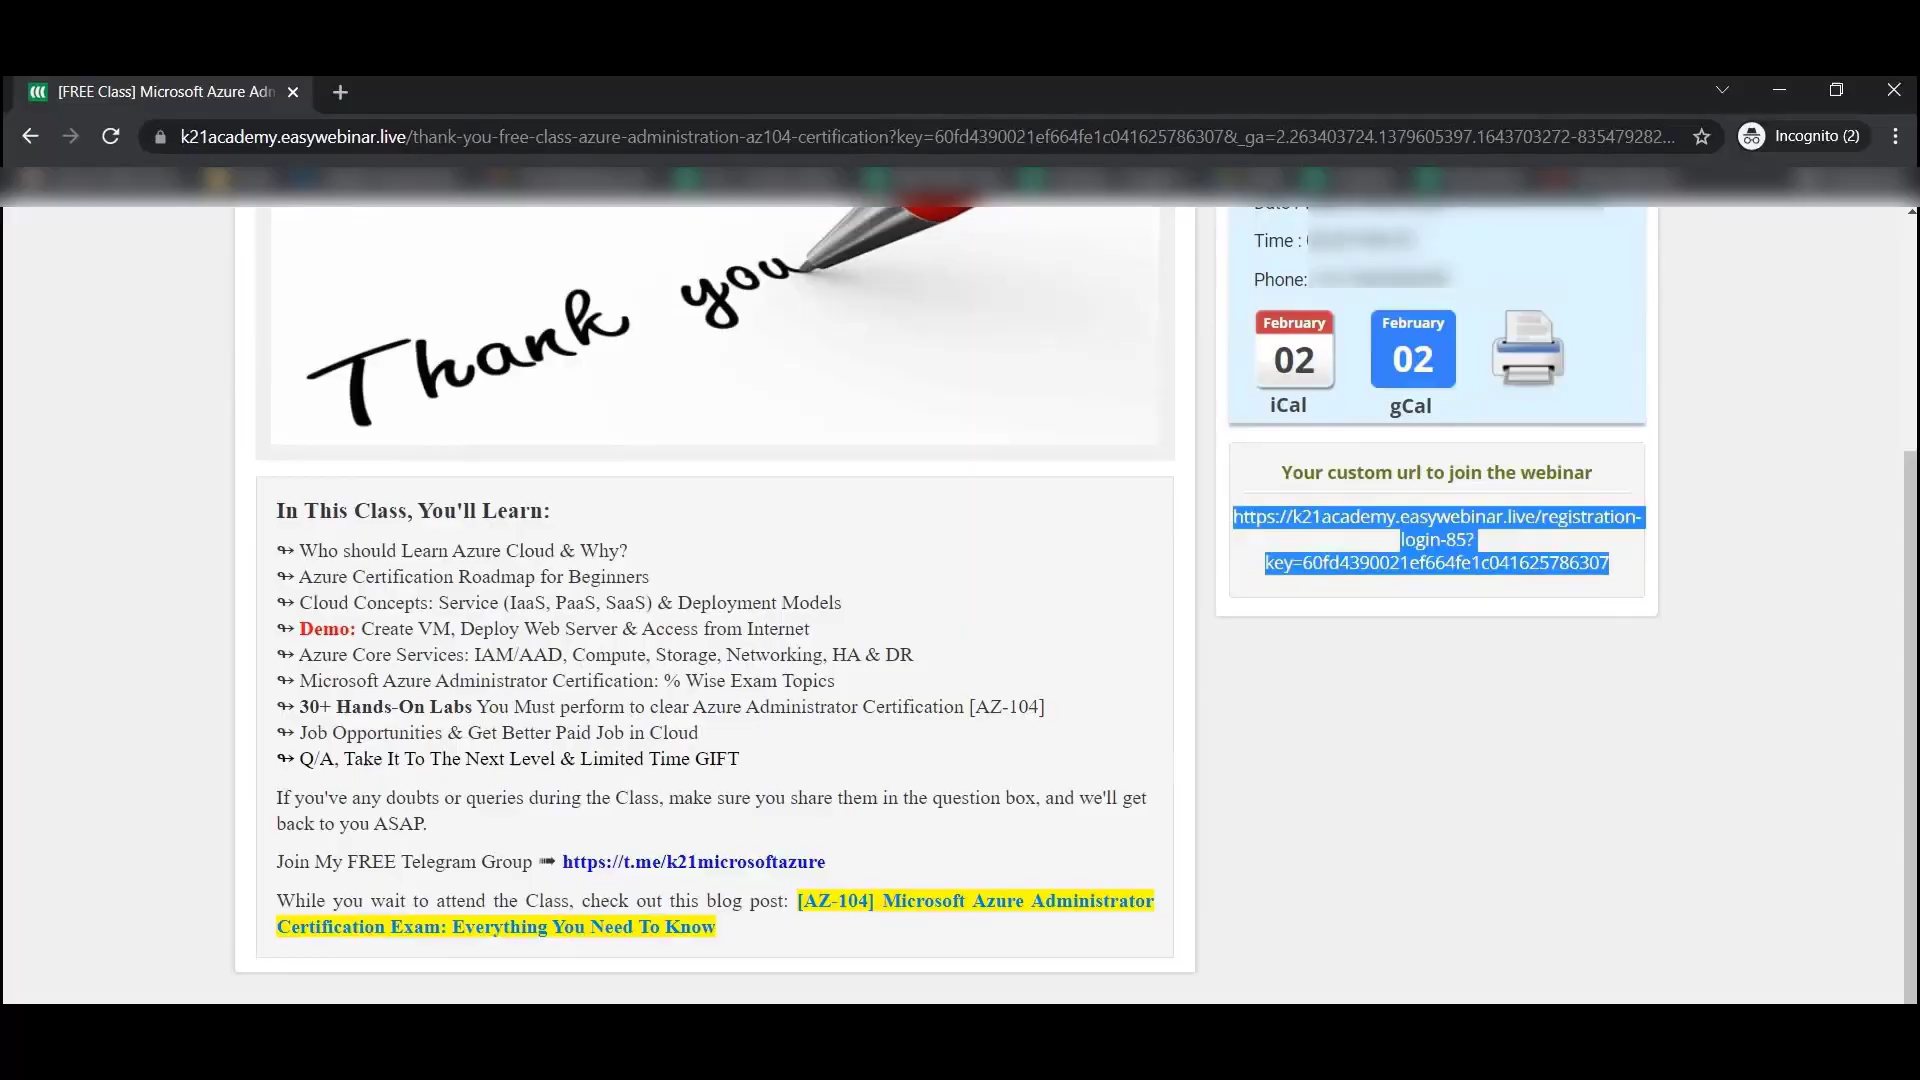 [FREE Class] Microsoft Azure Adn
k21academy.easywebinar.live/thank-you-free-class-azure-administration-az104-certification?key=60fd4390021ef664fe1c041625786307&_ga=2.263403724.1379605397.1643703272-835479282...
Incognito (2)
Thank you
Time :
Phone:
February
02
iCal
February
02
gCal
Your custom url to join the webinar
https://k21academy.easywebinar.live/registration-
login-85?
key=60fd4390021ef664fe1c041625786307
In This Class, You'll Learn:
↬ Who should Learn Azure Cloud & Why?
↬ Azure Certification Roadmap for Beginners
↬ Cloud Concepts: Service (IaaS, PaaS, SaaS) & Deployment Models
↬ Demo: Create VM, Deploy Web Server & Access from Internet
↬ Azure Core Services: IAM/AAD, Compute, Storage, Networking, HA & DR
↬ Microsoft Azure Administrator Certification: % Wise Exam Topics
↬ 30+ Hands-On Labs You Must perform to clear Azure Administrator Certification [AZ-104]
↬ Job Opportunities & Get Better Paid Job in Cloud
↬ Q/A, Take It To The Next Level & Limited Time GIFT
If you've any doubts or queries during the Class, make sure you share them in the question box, and we'll get
back to you ASAP.
Join My FREE Telegram Group ➠ https://t.me/k21microsoftazure
While you wait to attend the Class, check out this blog post: [AZ-104] Microsoft Azure Administrator
Certification Exam: Everything You Need To Know